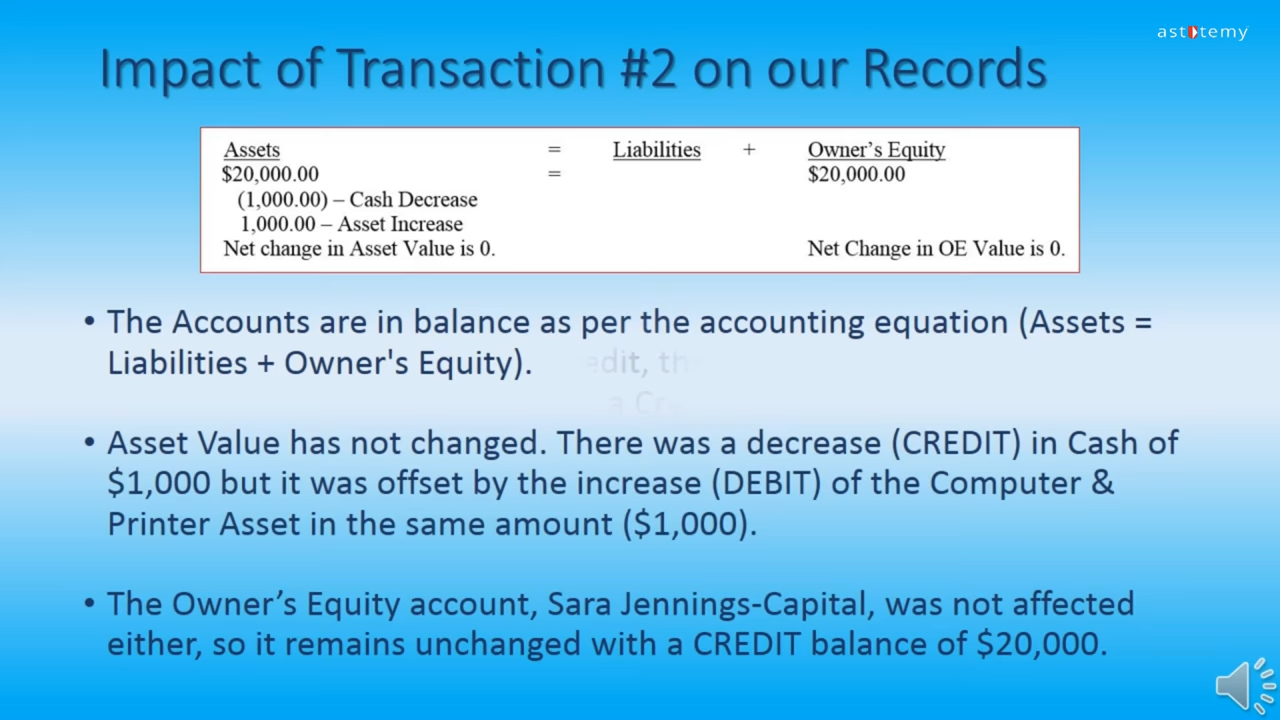 ast temy
Impact of Transaction #2 on our Records
Assets = Liabilities + Owner's Equity
$20,000.00 = $20,000.00
(1,000.00) – Cash Decrease
1,000.00 – Asset Increase
Net change in Asset Value is 0. Net Change in OE Value is 0.
• The Accounts are in balance as per the accounting equation (Assets =
Liabilities + Owner's Equity).
• Asset Value has not changed. There was a decrease (CREDIT) in Cash of
$1,000 but it was offset by the increase (DEBIT) of the Computer &
Printer Asset in the same amount ($1,000).
• The Owner’s Equity account, Sara Jennings-Capital, was not affected
either, so it remains unchanged with a CREDIT balance of $20,000.